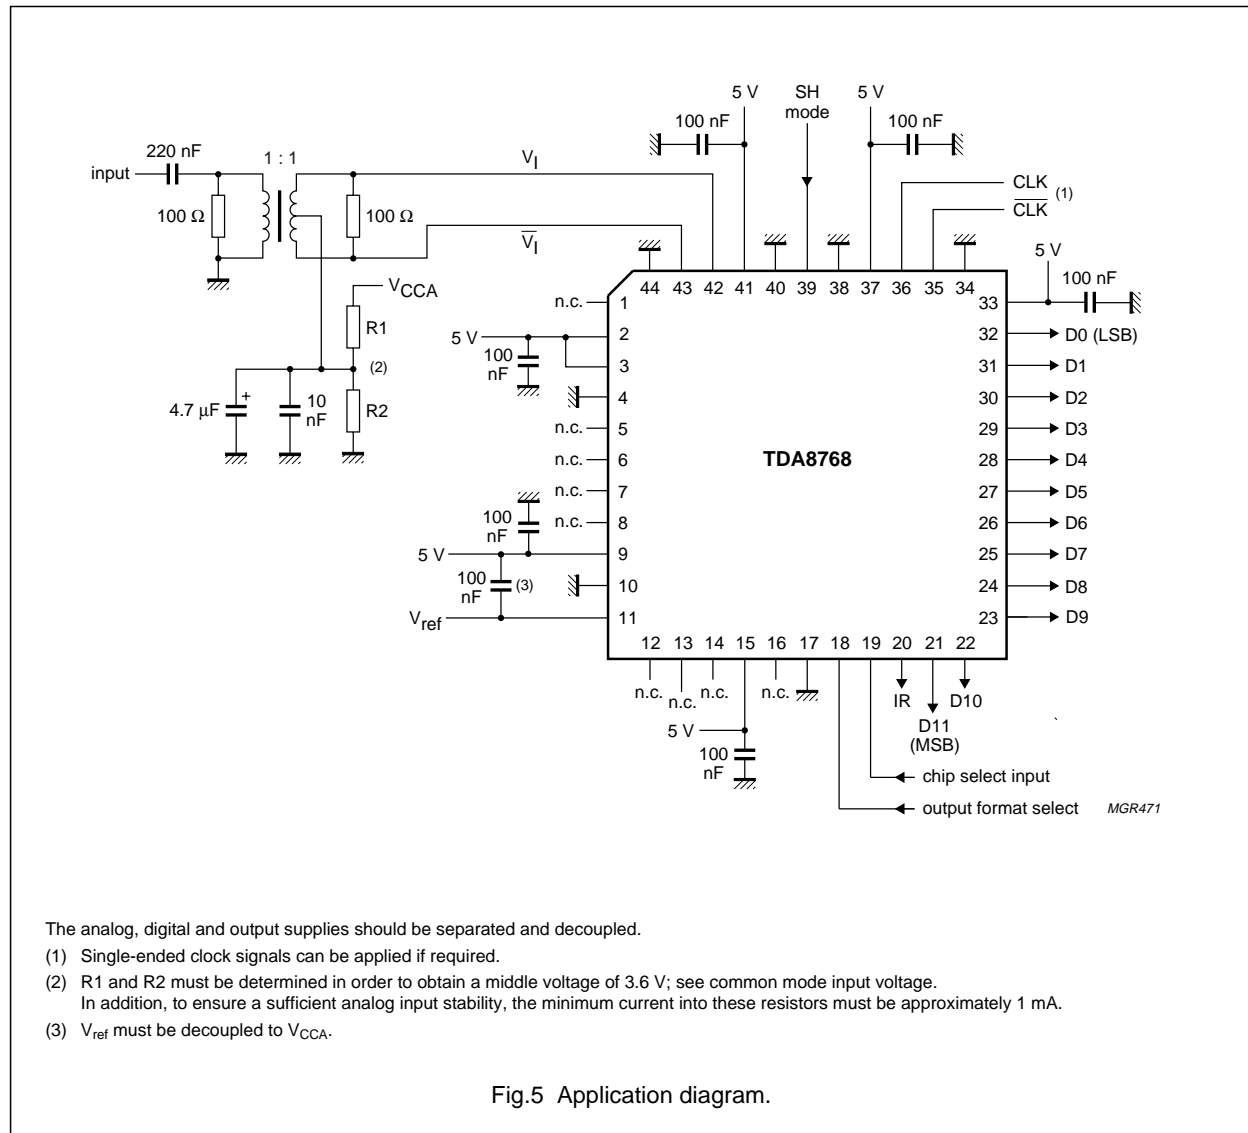 5 V
SH
mode
5 V
100 nF
100 nF
220 nF
1 : 1
input
100 Ω
100 Ω
VI
VI
CLK (1)
CLK
5 V
100 nF
VCCA
R1
(2)
R2
4.7 μF
+
10
nF
44 43 42 41 40 39 38 37 36 35 34
n.c. 1
5 V 2
100
nF
3
4
n.c. 5
n.c. 6
n.c. 7
n.c. 8
100
nF
5 V 9
100
nF
(3)
10
Vref 11
TDA8768
33
32 D0 (LSB)
31 D1
30 D2
29 D3
28 D4
27 D5
26 D6
25 D7
24 D8
23 D9
12 13 14 15 16 17 18 19 20 21 22
n.c. n.c. n.c. n.c.
IR
D10
D11
(MSB)
5 V
100
nF
chip select input
output format select
MGR471
The analog, digital and output supplies should be separated and decoupled.
(1) Single-ended clock signals can be applied if required.
(2) R1 and R2 must be determined in order to obtain a middle voltage of 3.6 V; see common mode input voltage.
In addition, to ensure a sufficient analog input stability, the minimum current into these resistors must be approximately 1 mA.
(3) Vref must be decoupled to VCCA.
Fig.5 Application diagram.